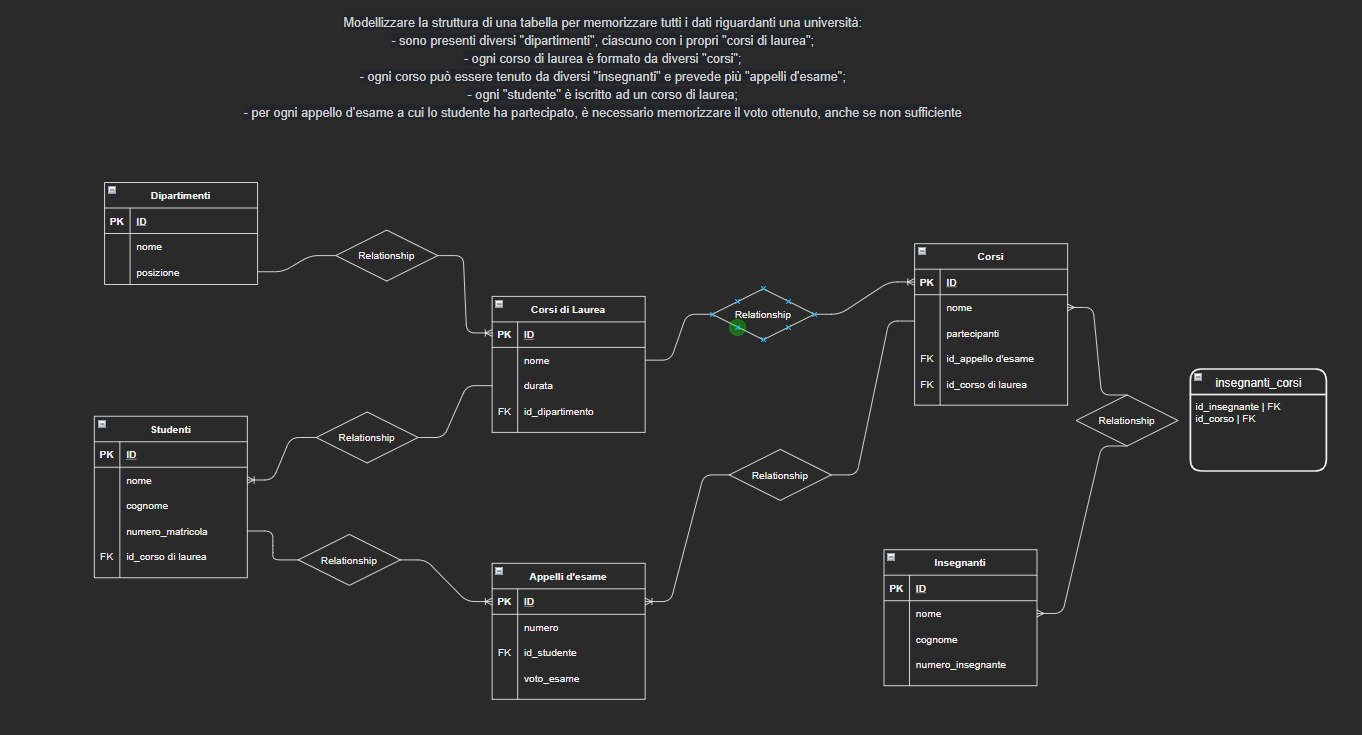 Modellizzare la struttura di una tabella per memorizzare tutti i dati riguardanti una università:
- sono presenti diversi "dipartimenti", ciascuno con i propri "corsi di laurea";
- ogni corso di laurea è formato da diversi "corsi";
- ogni corso può essere tenuto da diversi "insegnanti" e prevede più "appelli d'esame";
- ogni "studente" è iscritto ad un corso di laurea;
- per ogni appello d'esame a cui lo studente ha partecipato, è necessario memorizzare il voto ottenuto, anche se non sufficiente
Dipartimenti
PK ID
nome
posizione
Relationship
Corsi di Laurea
PK ID
nome
durata
FK id_dipartimento
Relationship
Corsi
PK ID
nome
partecipanti
FK id_appello d'esame
FK id_corso di laurea
Relationship
insegnanti_corsi
id_insegnante | FK
id_corso | FK
Studenti
PK ID
nome
cognome
numero_matricola
FK id_corso di laurea
Relationship
Relationship
Relationship
Appelli d'esame
PK ID
numero
FK id_studente
voto_esame
Insegnanti
PK ID
nome
cognome
numero_insegnante